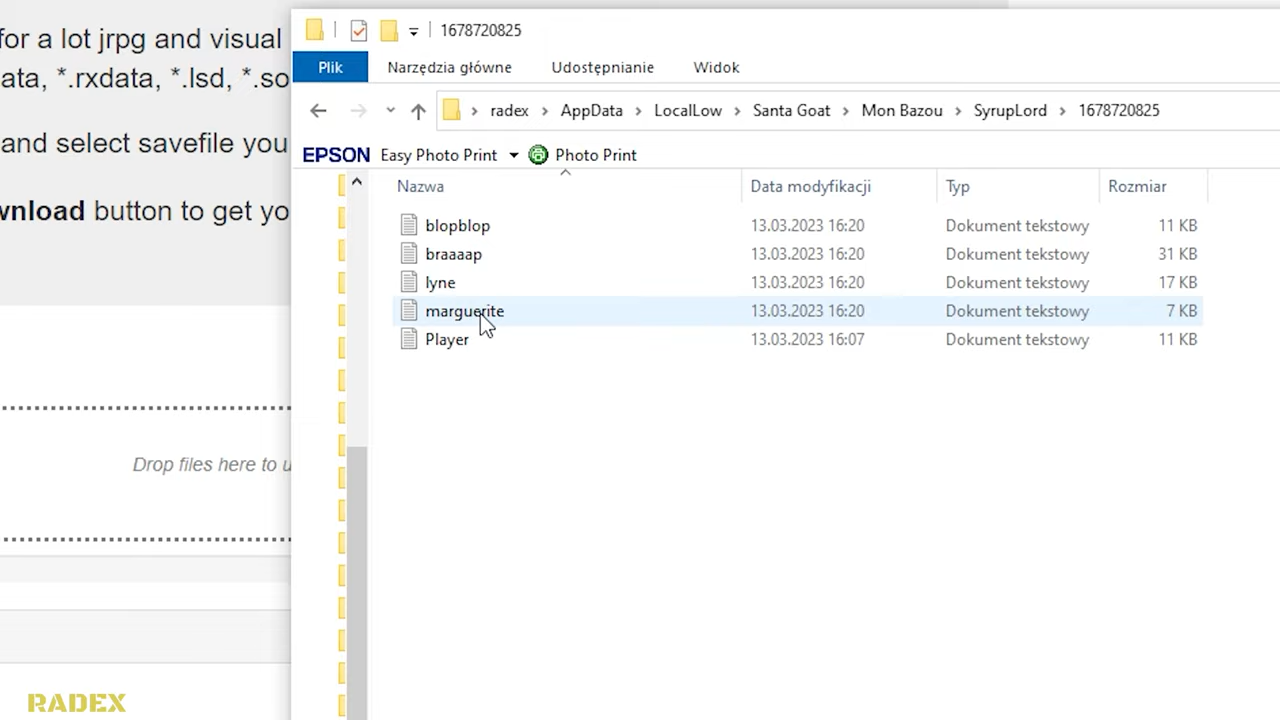 for a lot jrpg and visual
ata, *.rxdata, *.lsd, *.so
and select savefile you
wnload button to get yo
Drop files here to u
1678720825
Plik Narzędzia główne Udostępnianie Widok
radex > AppData > LocalLow > Santa Goat > Mon Bazou > SyrupLord > 1678720825
EPSON Easy Photo Print Photo Print
Nazwa Data modyfikacji Typ Rozmiar
blopblop 13.03.2023 16:20 Dokument tekstowy 11 KB
braaaap 13.03.2023 16:20 Dokument tekstowy 31 KB
lyne 13.03.2023 16:20 Dokument tekstowy 17 KB
marguerite 13.03.2023 16:20 Dokument tekstowy 7 KB
Player 13.03.2023 16:07 Dokument tekstowy 11 KB
RADEX